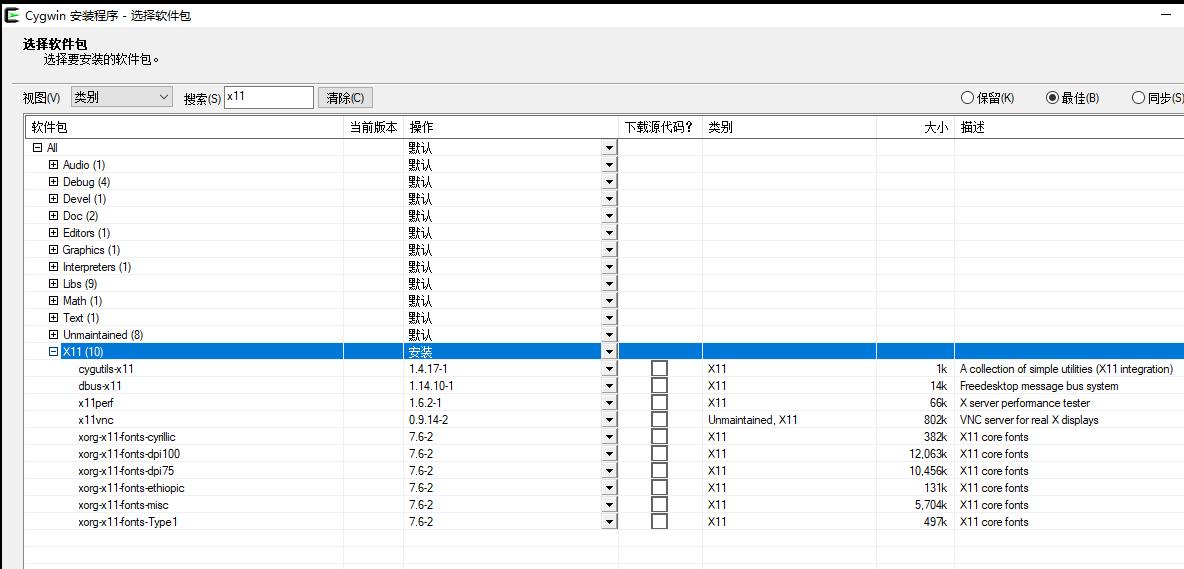 Cygwin 安装程序 - 选择软件包
选择软件包
选择要安装的软件包。
视图(V) 类别 搜索(S) x11 清除(C) 保留(K) 最佳(B) 同步(S)
软件包 当前版本 操作 下载源代码? 类别 大小 描述
All 默认
Audio (1) 默认
Debug (4) 默认
Devel (1) 默认
Doc (2) 默认
Editors (1) 默认
Graphics (1) 默认
Interpreters (1) 默认
Libs (9) 默认
Math (1) 默认
Text (1) 默认
Unmaintained (8) 默认
X11 (10) 安装
cygutils-x11 1.4.17-1 X11 1k A collection of simple utilities (X11 integration)
dbus-x11 1.14.10-1 X11 14k Freedesktop message bus system
x11perf 1.6.2-1 X11 66k X server performance tester
x11vnc 0.9.14-2 Unmaintained, X11 802k VNC server for real X displays
xorg-x11-fonts-cyrillic 7.6-2 X11 382k X11 core fonts
xorg-x11-fonts-dpi100 7.6-2 X11 12,063k X11 core fonts
xorg-x11-fonts-dpi75 7.6-2 X11 10,456k X11 core fonts
xorg-x11-fonts-ethiopic 7.6-2 X11 131k X11 core fonts
xorg-x11-fonts-misc 7.6-2 X11 5,704k X11 core fonts
xorg-x11-fonts-Type1 7.6-2 X11 497k X11 core fonts